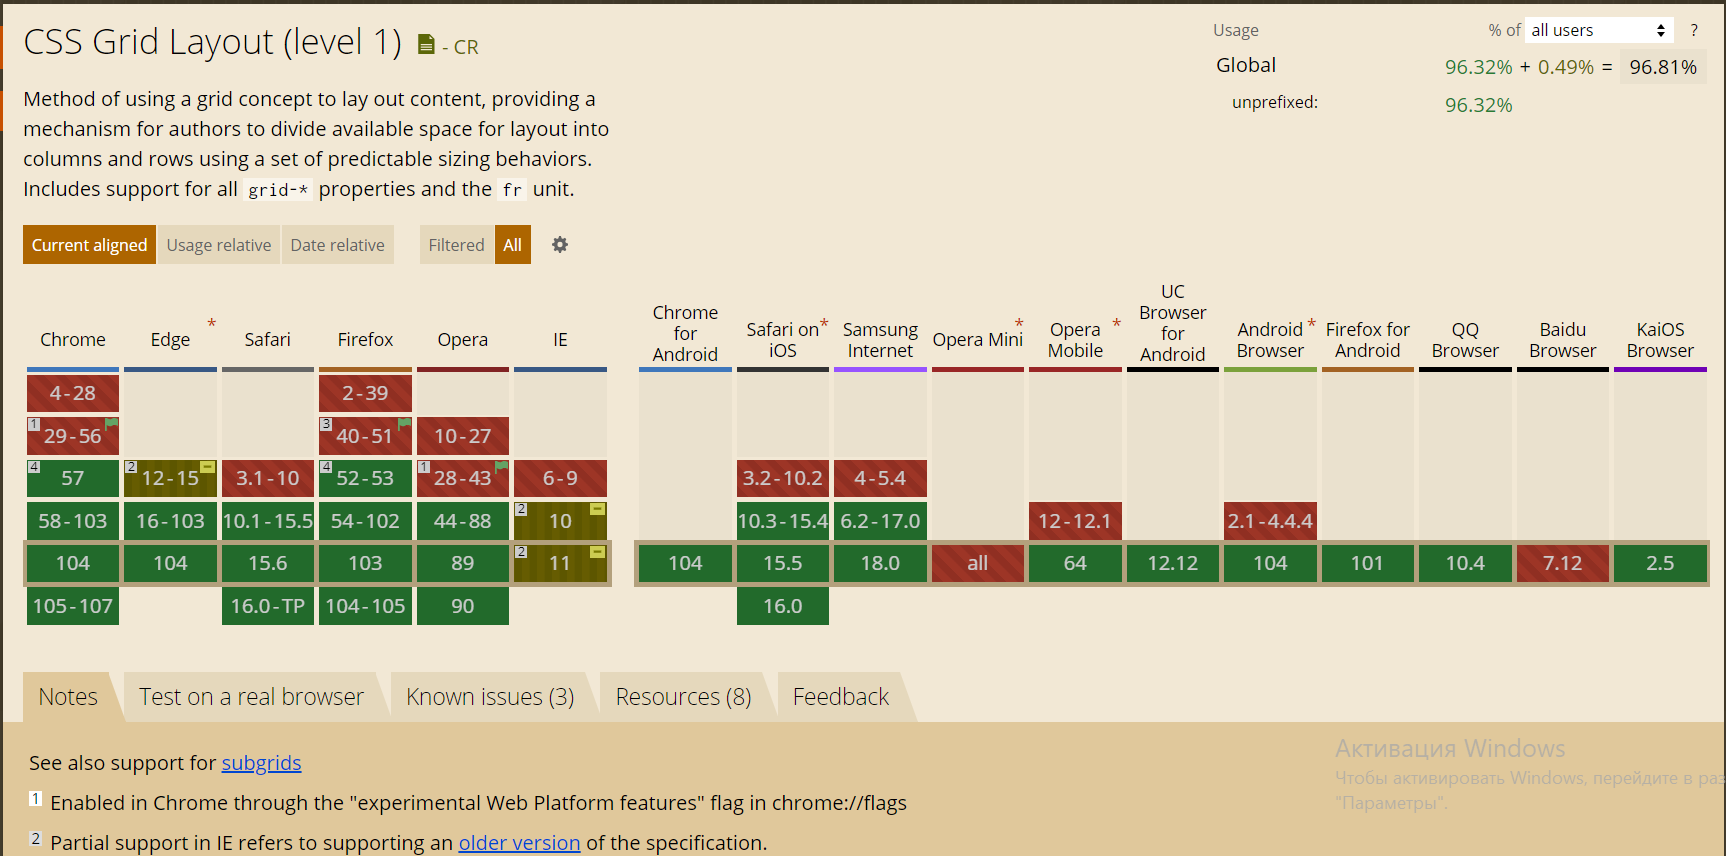 CSS Grid Layout (level 1) - CR
Usage % of all users ?
Global 96.32% + 0.49% = 96.81%
unprefixed: 96.32%
Method of using a grid concept to lay out content, providing a
mechanism for authors to divide available space for layout into
columns and rows using a set of predictable sizing behaviors.
Includes support for all grid-* properties and the fr unit.
Current aligned Usage relative Date relative Filtered All
Chrome Edge * Safari Firefox Opera IE Chrome for Android Safari on iOS * Samsung Internet Opera Mini * Opera Mobile * UC Browser for Android Android Browser * Firefox for Android QQ Browser Baidu Browser KaiOS Browser
4-28 2-39
1 29-56 3 40-51 10-27
4 57 2 12-15 3.1-10 4 52-53 1 28-43 6-9 3.2-10.2 4-5.4
58-103 16-103 10.1-15.5 54-102 44-88 2 10 10.3-15.4 6.2-17.0 12-12.1 2.1-4.4.4
104 104 15.6 103 89 2 11 104 15.5 18.0 all 64 12.12 104 101 10.4 7.12 2.5
105-107 16.0-TP 104-105 90 16.0
Notes Test on a real browser Known issues (3) Resources (8) Feedback
See also support for subgrids
1 Enabled in Chrome through the "experimental Web Platform features" flag in chrome://flags
2 Partial support in IE refers to supporting an older version of the specification.
Активация Windows
Чтобы активировать Windows, перейдите в раз
"Параметры".